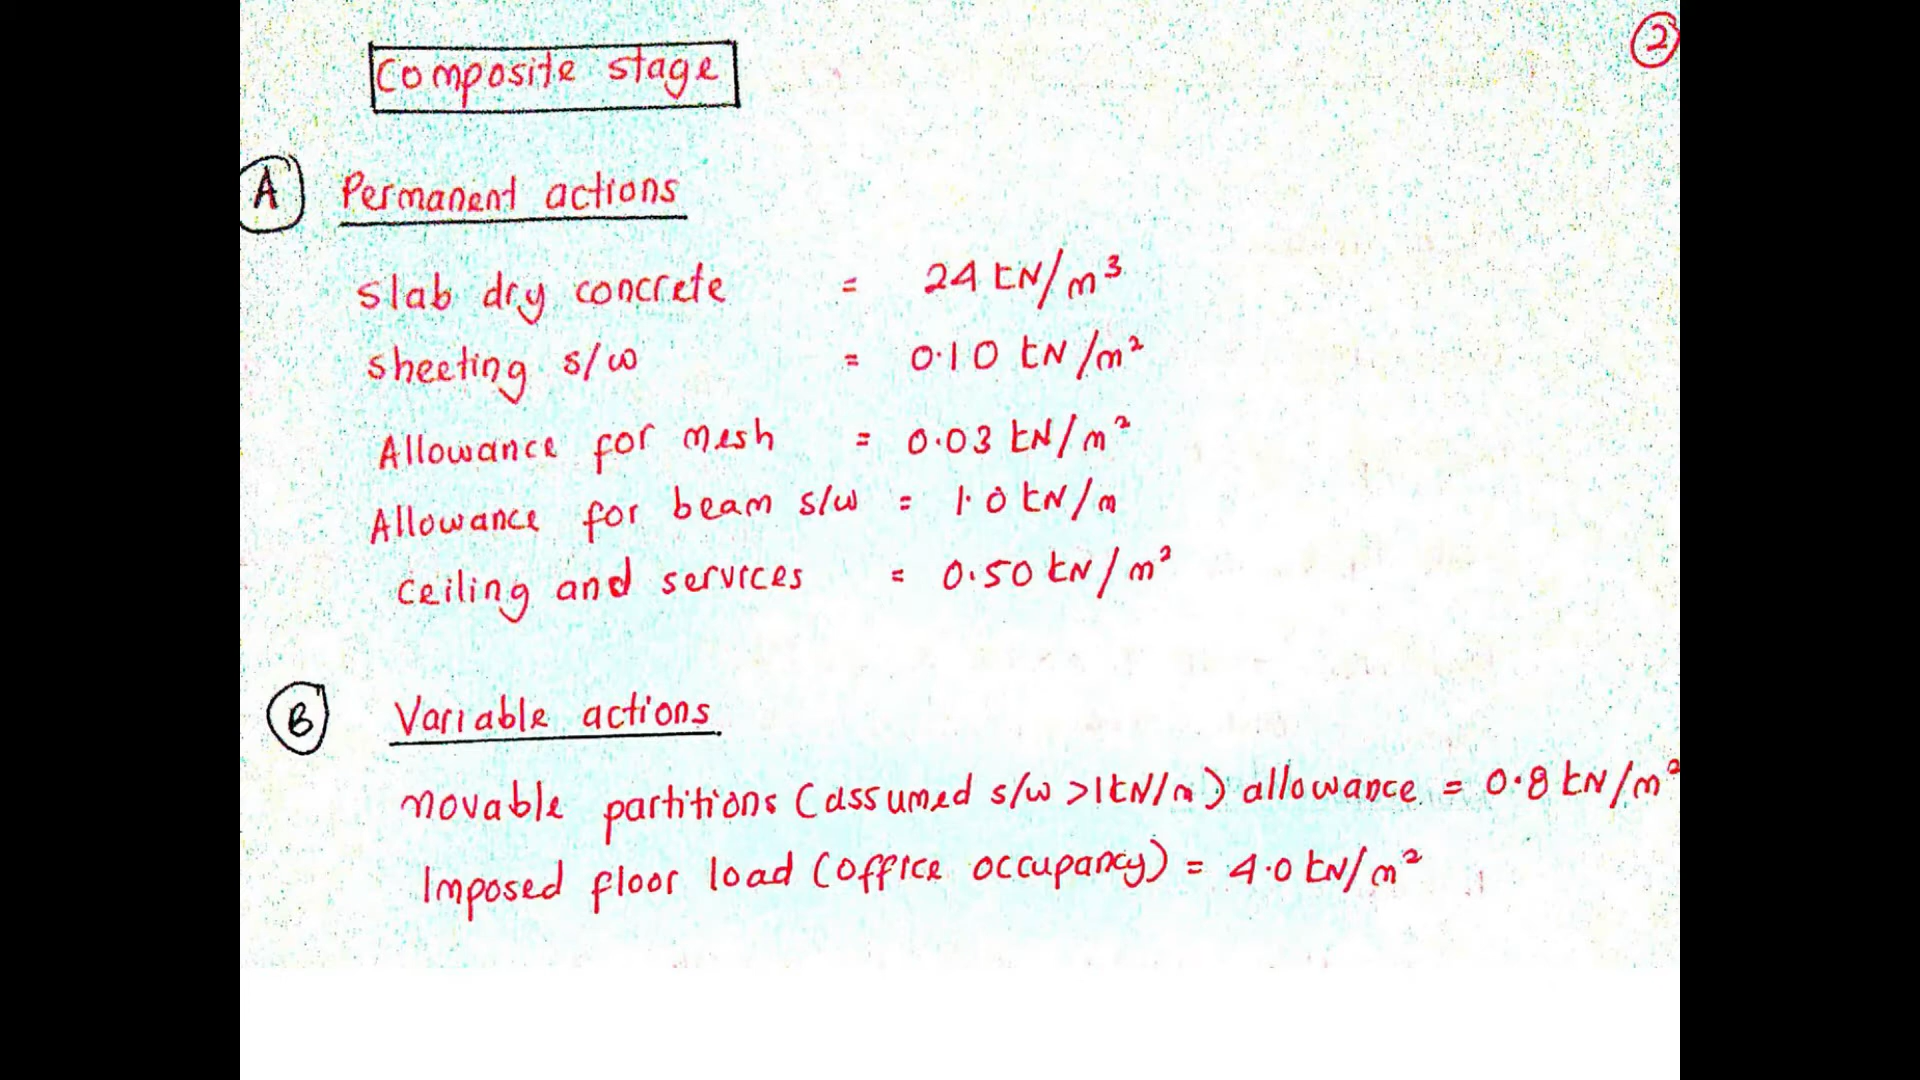 2
Composite stage
A Permanent actions
slab dry concrete = 24 kN/m³
sheeting s/w = 0.10 kN/m²
Allowance for mesh = 0.03 kN/m²
Allowance for beam s/w = 1.0 kN/m
ceiling and services = 0.50 kN/m²
B Variable actions
movable partitions (assumed s/w >1kN/m) allowance = 0.8 kN/m²
Imposed floor load (office occupancy) = 4.0 kN/m²